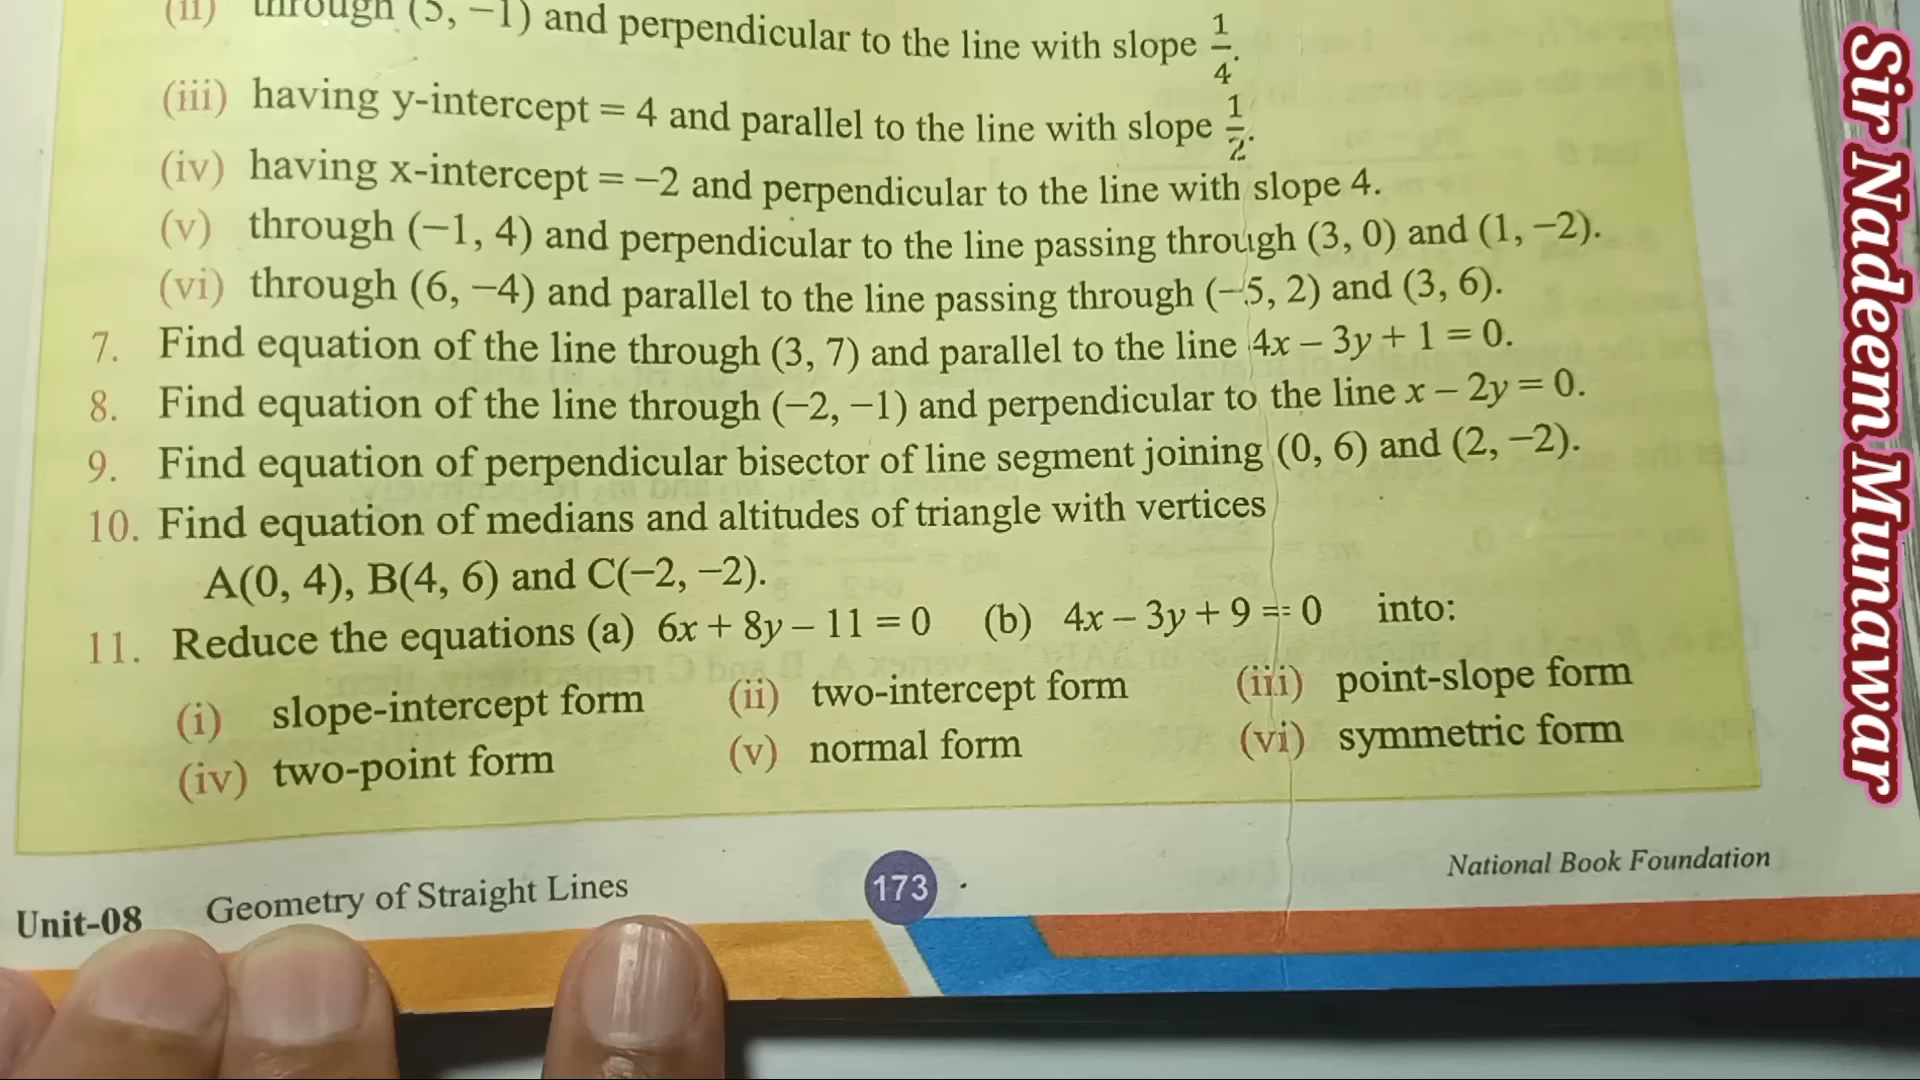 (ii) through (5, −1) and perpendicular to the line with slope 1/4.
(iii) having y-intercept = 4 and parallel to the line with slope 1/2.
(iv) having x-intercept = −2 and perpendicular to the line with slope 4.
(v) through (−1, 4) and perpendicular to the line passing through (3, 0) and (1, −2).
(vi) through (6, −4) and parallel to the line passing through (−5, 2) and (3, 6).
7. Find equation of the line through (3, 7) and parallel to the line 4x − 3y + 1 = 0.
8. Find equation of the line through (−2, −1) and perpendicular to the line x − 2y = 0.
9. Find equation of perpendicular bisector of line segment joining (0, 6) and (2, −2).
10. Find equation of medians and altitudes of triangle with vertices
A(0, 4), B(4, 6) and C(−2, −2).
11. Reduce the equations (a) 6x + 8y − 11 = 0 (b) 4x − 3y + 9 = 0 into:
(i) slope-intercept form (ii) two-intercept form (iii) point-slope form
(iv) two-point form (v) normal form (vi) symmetric form
Unit-08 Geometry of Straight Lines 173 National Book Foundation
Sir Nadeem Munawar